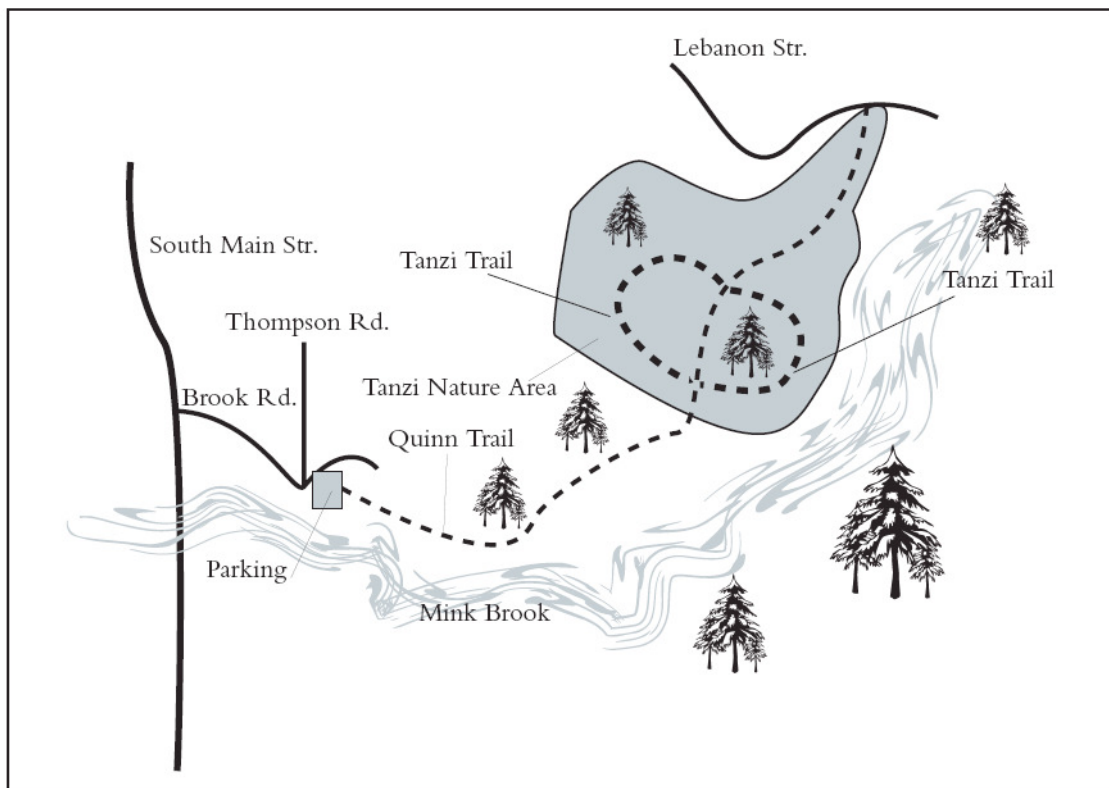 Lebanon Str.
South Main Str.
Tanzi Trail
Tanzi Trail
Thompson Rd.
Tanzi Nature Area
Brook Rd.
Quinn Trail
Parking
Mink Brook